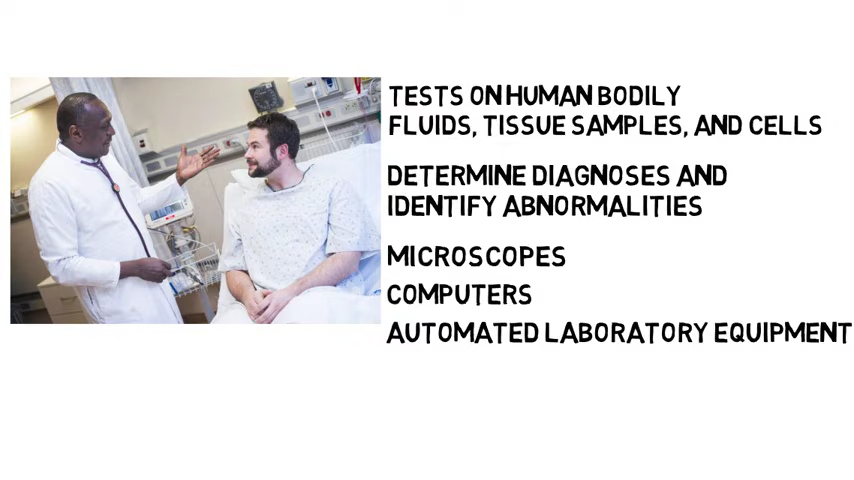 TESTS ON HUMAN BODILY
FLUIDS, TISSUE SAMPLES, AND CELLS
DETERMINE DIAGNOSES AND
IDENTIFY ABNORMALITIES
MICROSCOPES
COMPUTERS
AUTOMATED LABORATORY EQUIPMENT